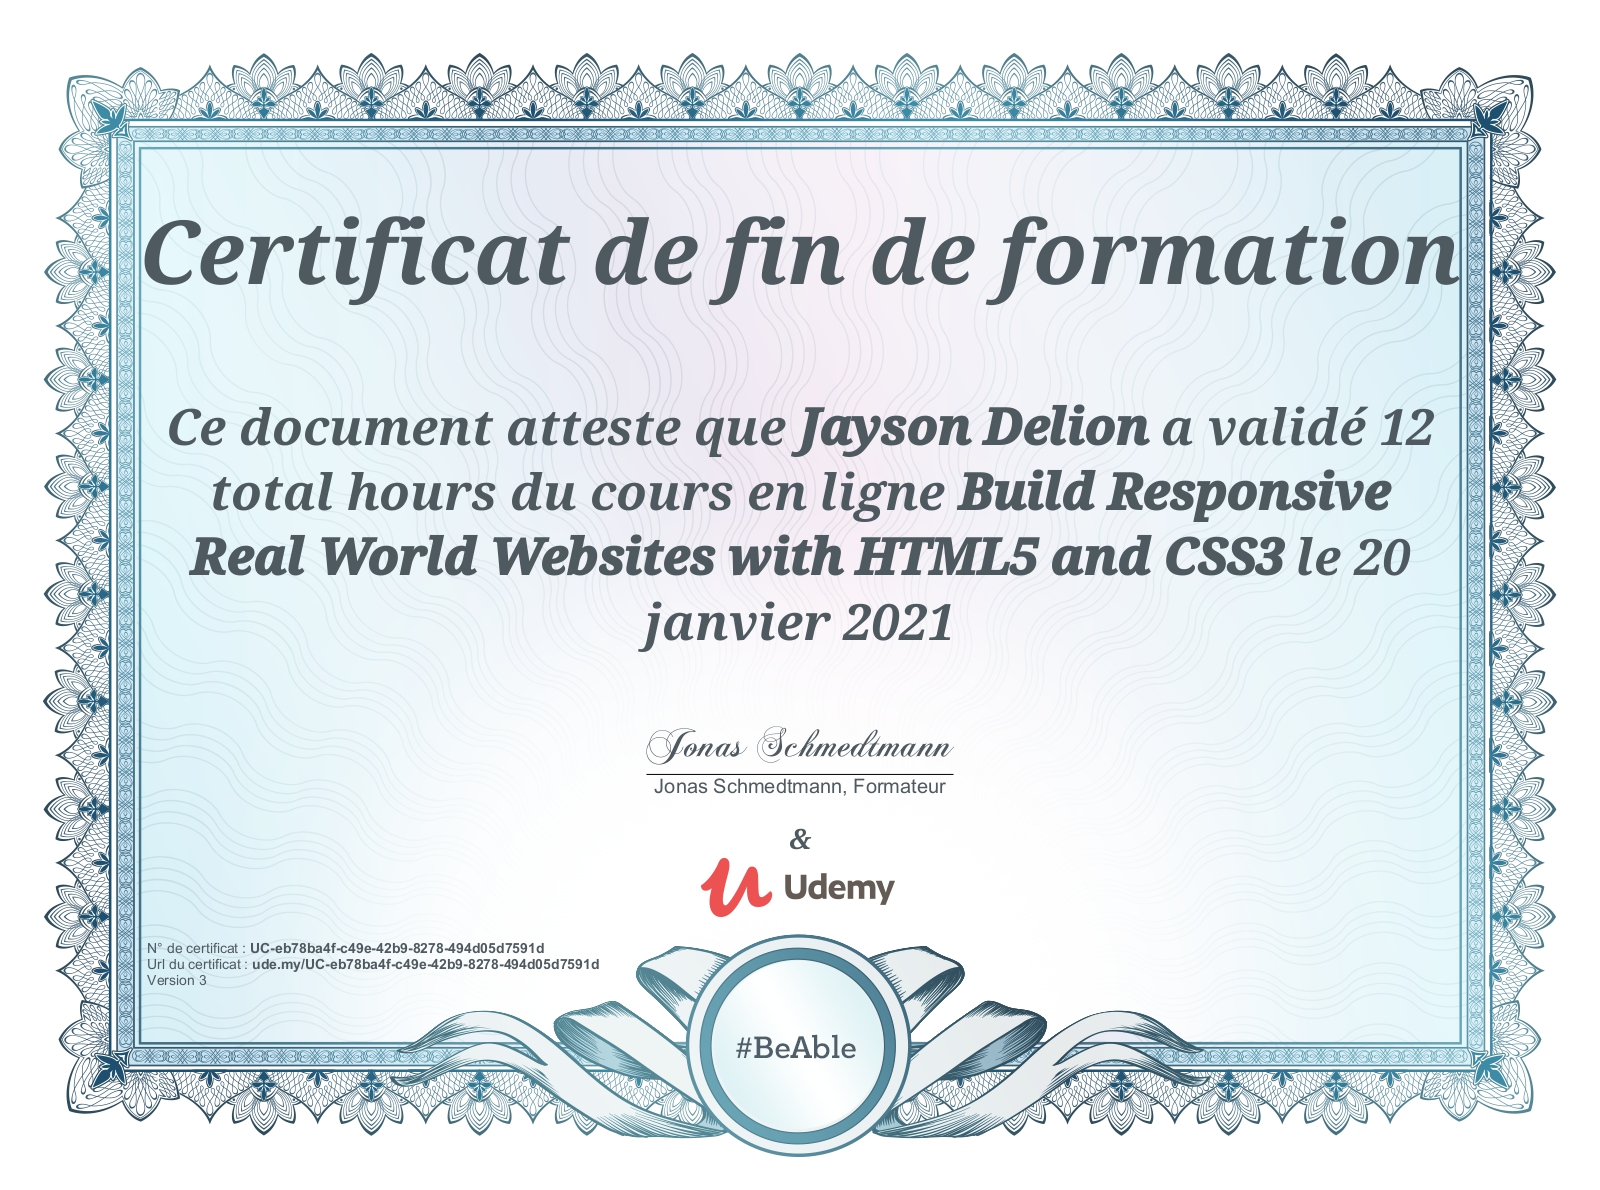 Certificat de fin de formation
Ce document atteste que Jayson Delion a validé 12
total hours du cours en ligne Build Responsive
Real World Websites with HTML5 and CSS3 le 20
janvier 2021
Jonas Schmedtmann
Jonas Schmedtmann, Formateur
&
Udemy
N° de certificat : UC-eb78ba4f-c49e-42b9-8278-494d05d7591d
Url du certificat : ude.my/UC-eb78ba4f-c49e-42b9-8278-494d05d7591d
Version 3
#BeAble